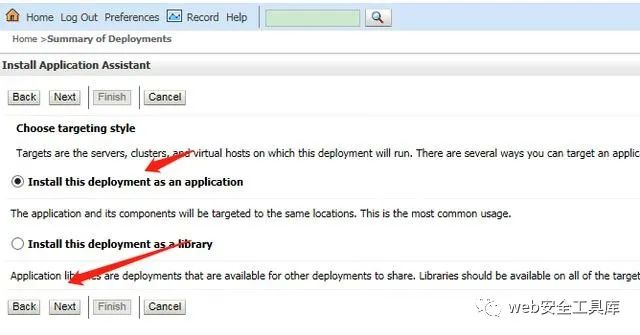 Home Log Out Preferences Record Help
Home >Summary of Deployments
Install Application Assistant
Back Next Finish Cancel
Choose targeting style
Targets are the servers, clusters, and virtual hosts on which this deployment will run. There are several ways you can target an applic
Install this deployment as an application
The application and its components will be targeted to the same locations. This is the most common usage.
Install this deployment as a library
Application libraries are deployments that are available for other deployments to share. Libraries should be available on all of the target
Back Next Finish Cancel
web安全工具库